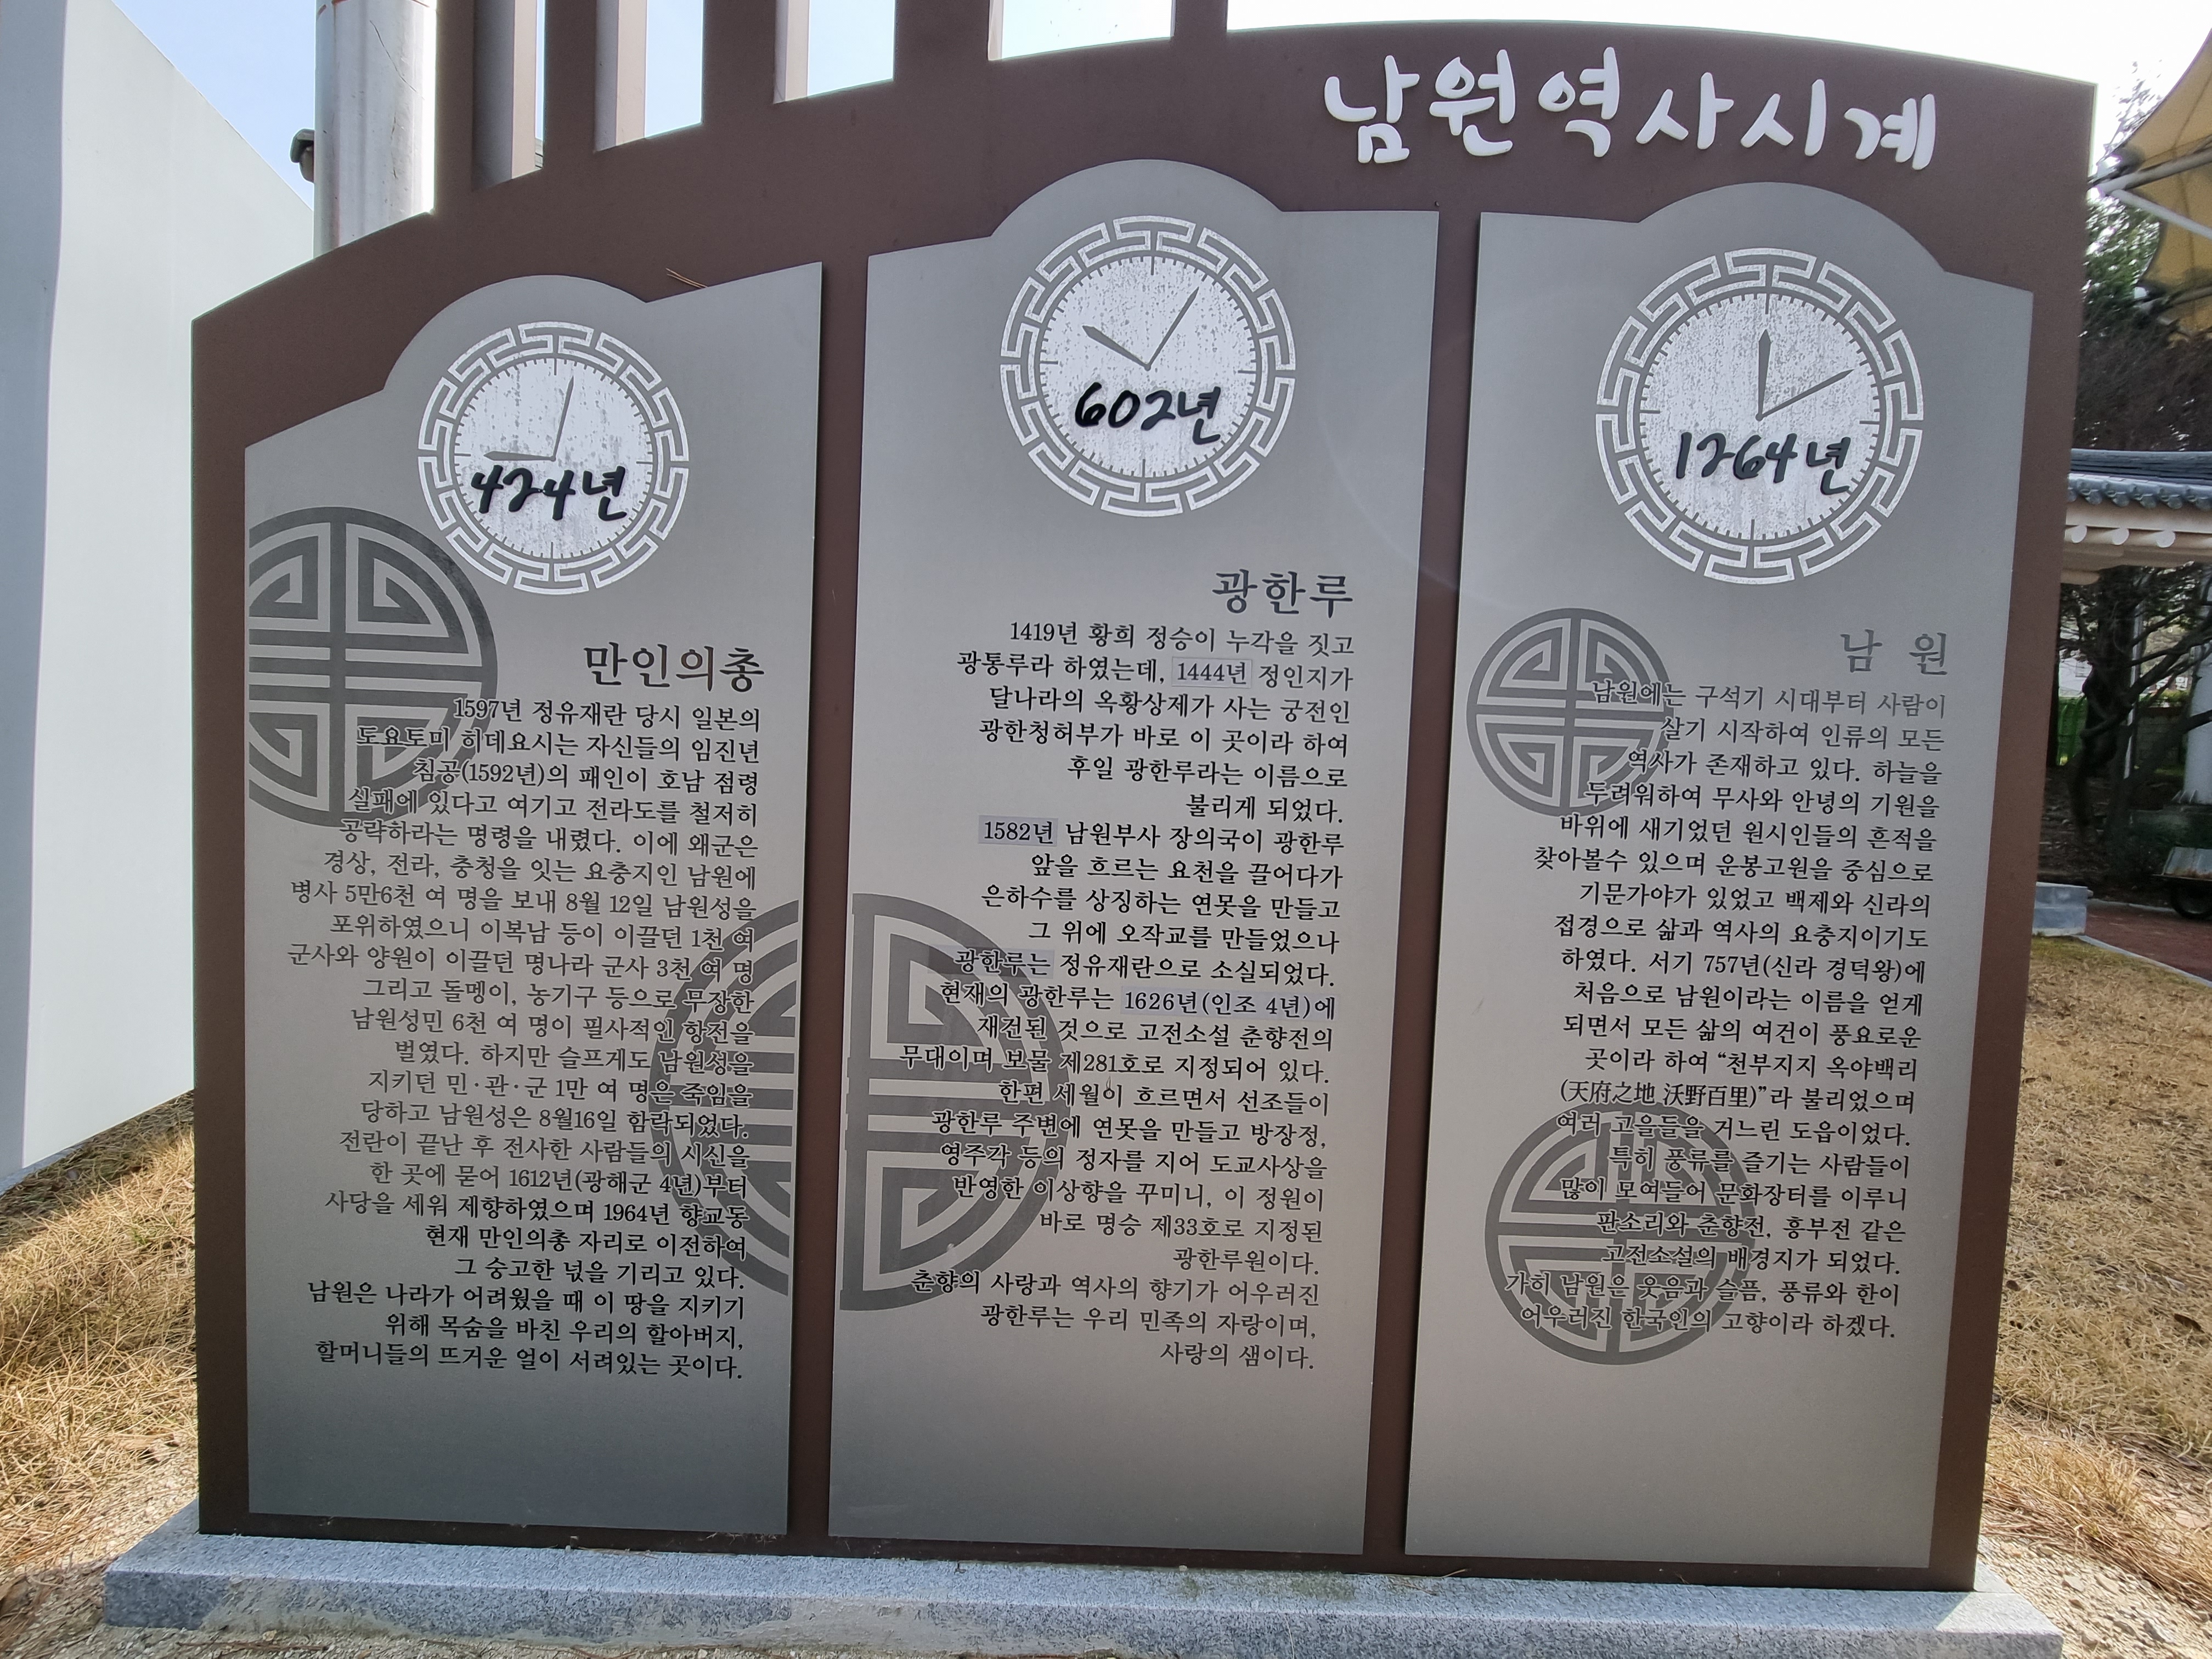 남원역사시계
424년
만인의총
1597년 정유재란 당시 일본의
도요토미 히데요시는 자신들의 임진년
침공(1592년)의 패인이 호남 점령
실패에 있다고 여기고 전라도를 철저히
공략하라는 명령을 내렸다. 이에 왜군은
경상, 전라, 충청을 잇는 요충지인 남원에
병사 5만6천 여 명을 보내 8월 12일 남원성을
포위하였으니 이복남 등이 이끌던 1천 여
군사와 양원이 이끌던 명나라 군사 3천 여 명
그리고 돌멩이, 농기구 등으로 무장한
남원성민 6천 여 명이 필사적인 항전을
벌였다. 하지만 슬프게도 남원성을
지키던 민·관·군 1만 여 명은 죽임을
당하고 남원성은 8월16일 함락되었다.
전란이 끝난 후 전사한 사람들의 시신을
한 곳에 묻어 1612년(광해군 4년)부터
사당을 세워 제향하였으며 1964년 향교동
현재 만인의총 자리로 이전하여
그 숭고한 넋을 기리고 있다.
남원은 나라가 어려웠을 때 이 땅을 지키기
위해 목숨을 바친 우리의 할아버지,
할머니들의 뜨거운 얼이 서려있는 곳이다.
602년
광한루
1419년 황희 정승이 누각을 짓고
광통루라 하였는데, 1444년 정인지가
달나라의 옥황상제가 사는 궁전인
광한청허부가 바로 이 곳이라 하여
후일 광한루라는 이름으로
불리게 되었다.
1582년 남원부사 장의국이 광한루
앞을 흐르는 요천을 끌어다가
은하수를 상징하는 연못을 만들고
그 위에 오작교를 만들었으나
광한루는 정유재란으로 소실되었다.
현재의 광한루는 1626년(인조 4년)에
재건된 것으로 고전소설 춘향전의
무대이며 보물 제281호로 지정되어 있다.
한편 세월이 흐르면서 선조들이
광한루 주변에 연못을 만들고 방장정,
영주각 등의 정자를 지어 도교사상을
반영한 이상향을 꾸미니, 이 정원이
바로 명승 제33호로 지정된
광한루원이다.
춘향의 사랑과 역사의 향기가 어우러진
광한루는 우리 민족의 자랑이며,
사랑의 샘이다.
1264년
남 원
남원에는 구석기 시대부터 사람이
살기 시작하여 인류의 모든
역사가 존재하고 있다. 하늘을
두려워하여 무사와 안녕의 기원을
바위에 새기었던 원시인들의 흔적을
찾아볼수 있으며 운봉고원을 중심으로
기문가야가 있었고 백제와 신라의
접경으로 삶과 역사의 요충지이기도
하였다. 서기 757년(신라 경덕왕)에
처음으로 남원이라는 이름을 얻게
되면서 모든 삶의 여건이 풍요로운
곳이라 하여 “천부지지 옥야백리
(天府之地 沃野百里)”라 불리었으며
여러 고을들을 거느린 도읍이었다.
특히 풍류를 즐기는 사람들이
많이 모여들어 문화장터를 이루니
판소리와 춘향전, 흥부전 같은
고전소설의 배경지가 되었다.
가히 남원은 웃음과 슬픔, 풍류와 한이
어우러진 한국인의 고향이라 하겠다.